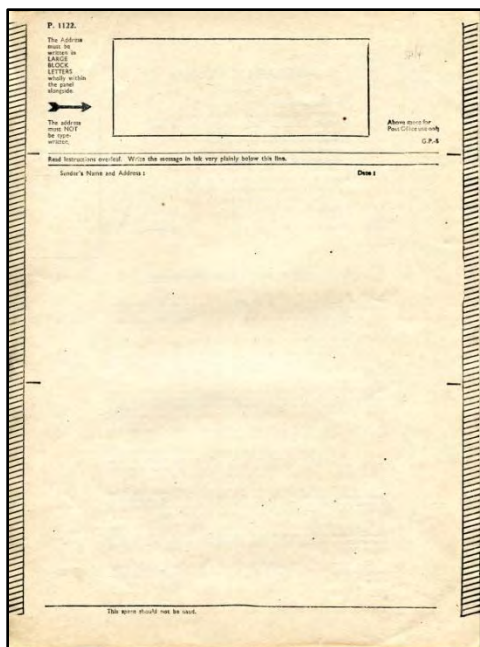 P. 1122.
The Address
must be
written in
LARGE
BLOCK
LETTERS
wholly within
the panel
alongside.
The address
must NOT
be type-
written.
Above space for
Post Office use only
G.P.-S
Read Instructions overleaf. Write the message in ink very plainly below this line.
Sender's Name and Address :
Date :
This space should not be used.